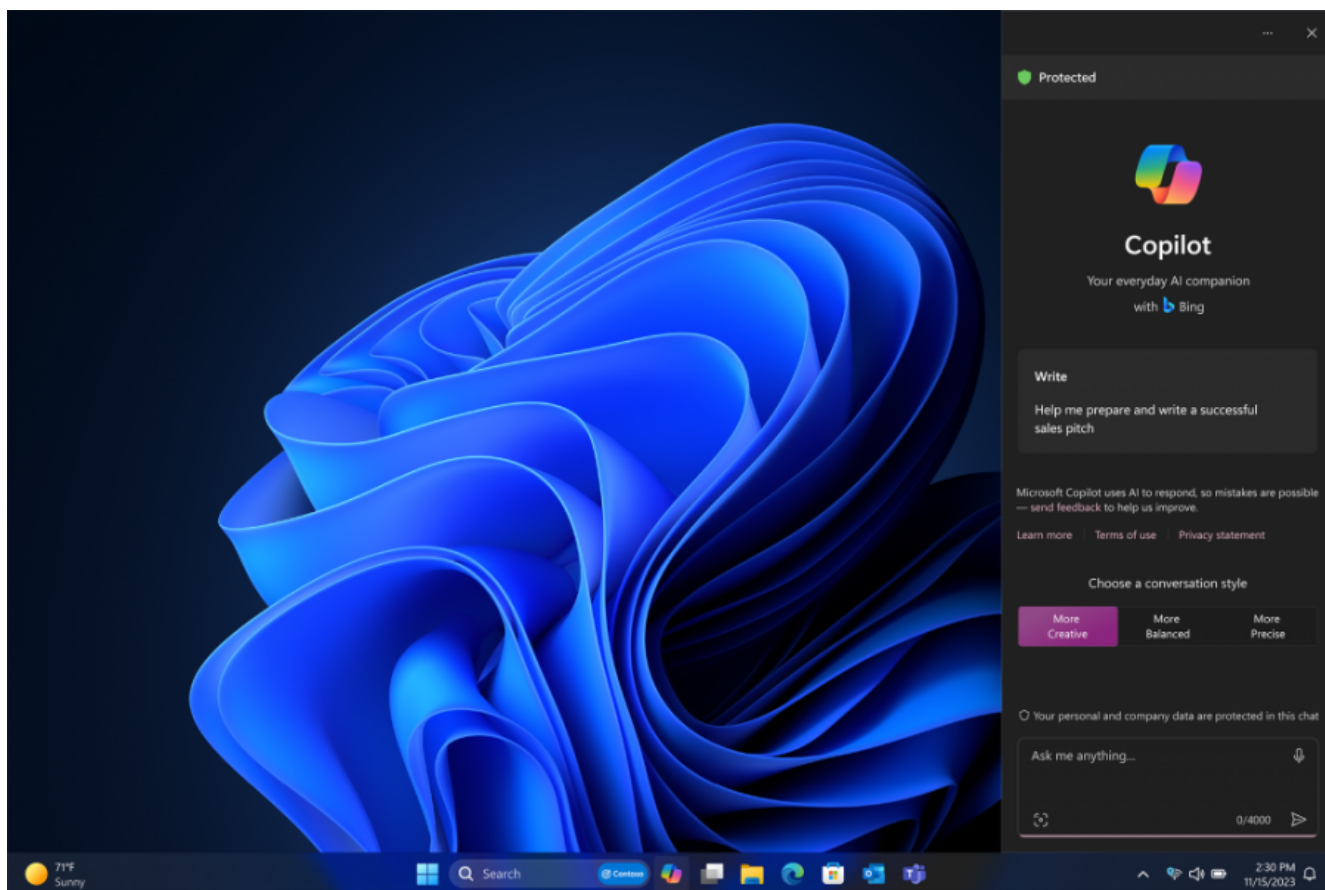 Protected
Copilot
Your everyday AI companion
with Bing
Write
Help me prepare and write a successful
sales pitch
Microsoft Copilot uses AI to respond, so mistakes are possible
— send feedback to help us improve.
Learn more Terms of use Privacy statement
Choose a conversation style
More
Creative
More
Balanced
More
Precise
Your personal and company data are protected in this chat
Ask me anything...
0/4000
71°F
Sunny
Search
Contoso
2:30 PM
11/15/2023